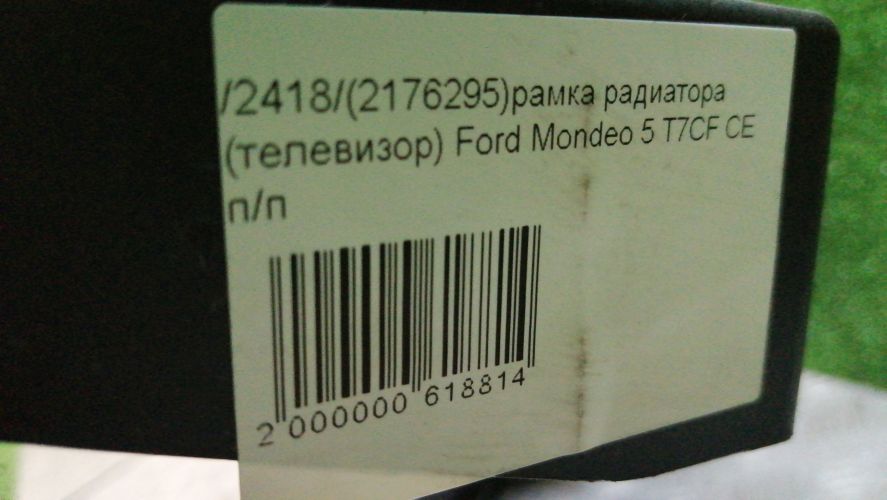 /2418/(2176295)рамка радиатора
(телевизор) Ford Mondeo 5 T7CF CE
п/п
2 000000 618814